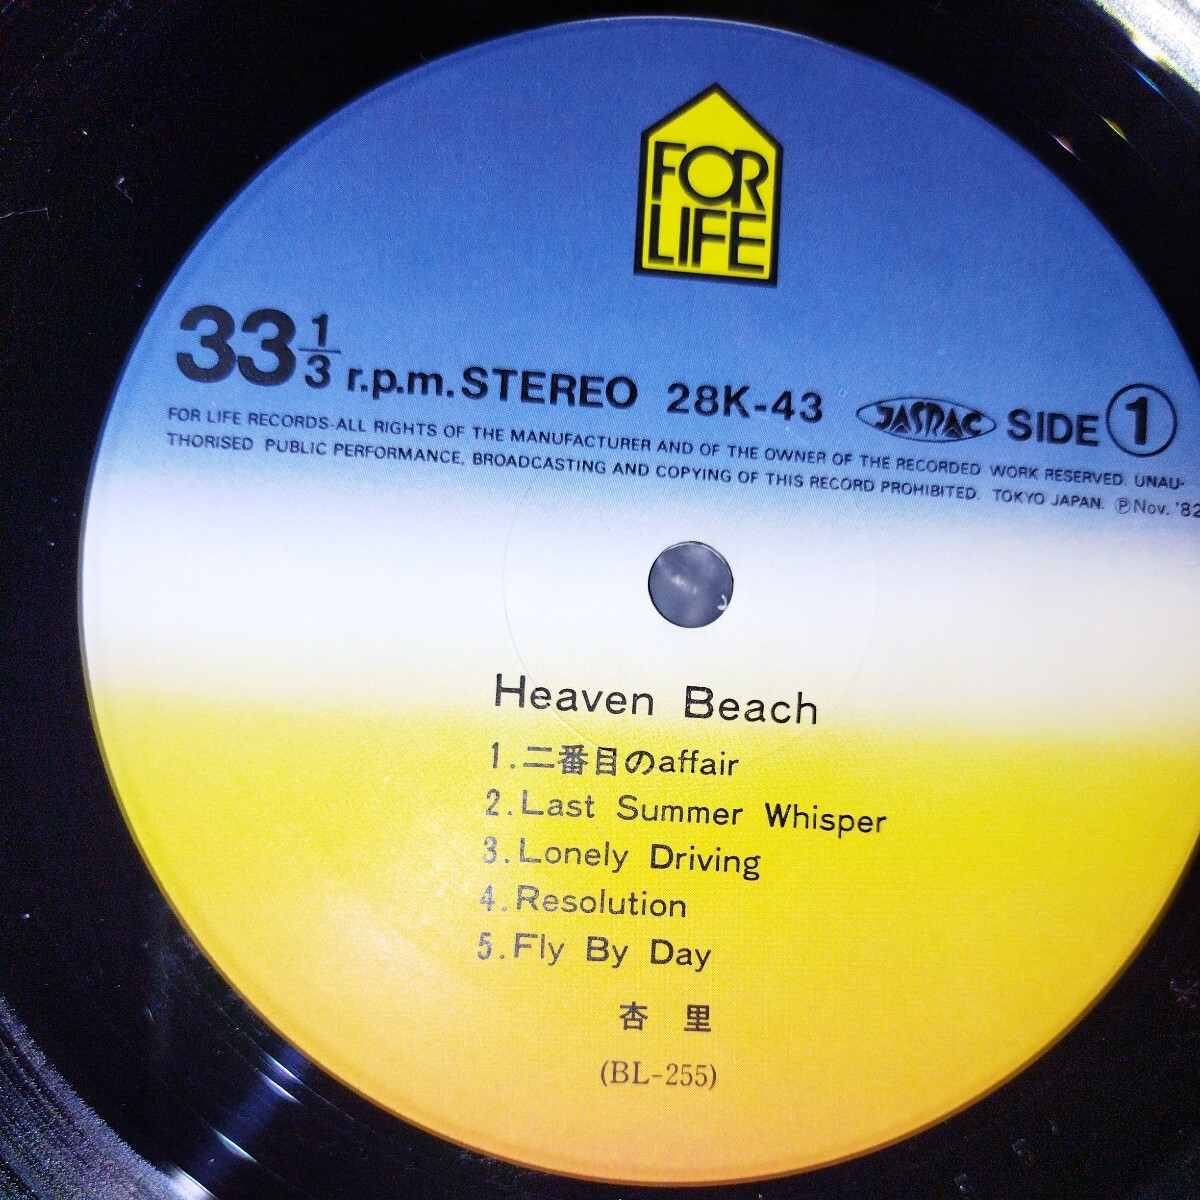 FOR
LIFE
33 1/3 r.p.m. STEREO 28K-43 JASRAC SIDE 1
FOR LIFE RECORDS-ALL RIGHTS OF THE MANUFACTURER AND OF THE OWNER OF THE RECORDED WORK RESERVED. UNAU-
THORISED PUBLIC PERFORMANCE, BROADCASTING AND COPYING OF THIS RECORD PROHIBITED. TOKYO JAPAN. ℗Nov. '82
Heaven Beach
1.二番目のaffair
2.Last Summer Whisper
3.Lonely Driving
4.Resolution
5.Fly By Day
杏 里
(BL-255)